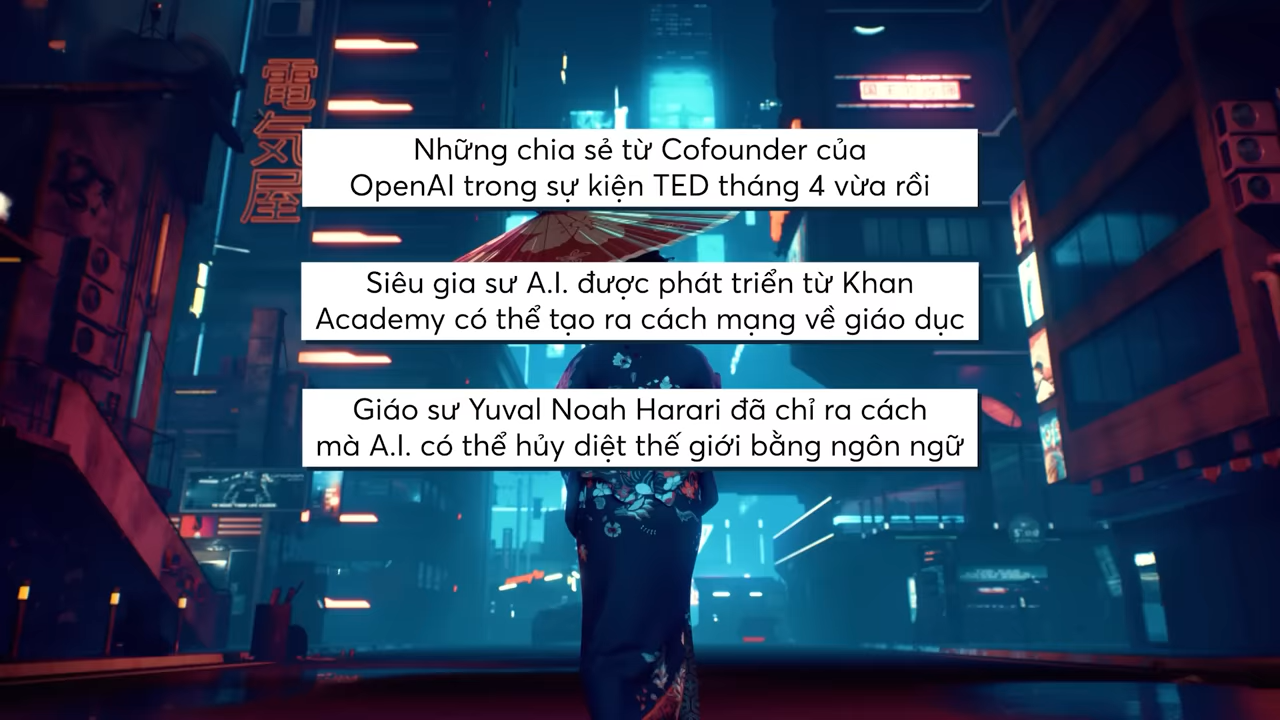 電気屋
Những chia sẻ từ Cofounder của
OpenAI trong sự kiện TED tháng 4 vừa rồi
Siêu gia sư A.I. được phát triển từ Khan
Academy có thể tạo ra cách mạng về giáo dục
Giáo sư Yuval Noah Harari đã chỉ ra cách
mà A.I. có thể hủy diệt thế giới bằng ngôn ngữ